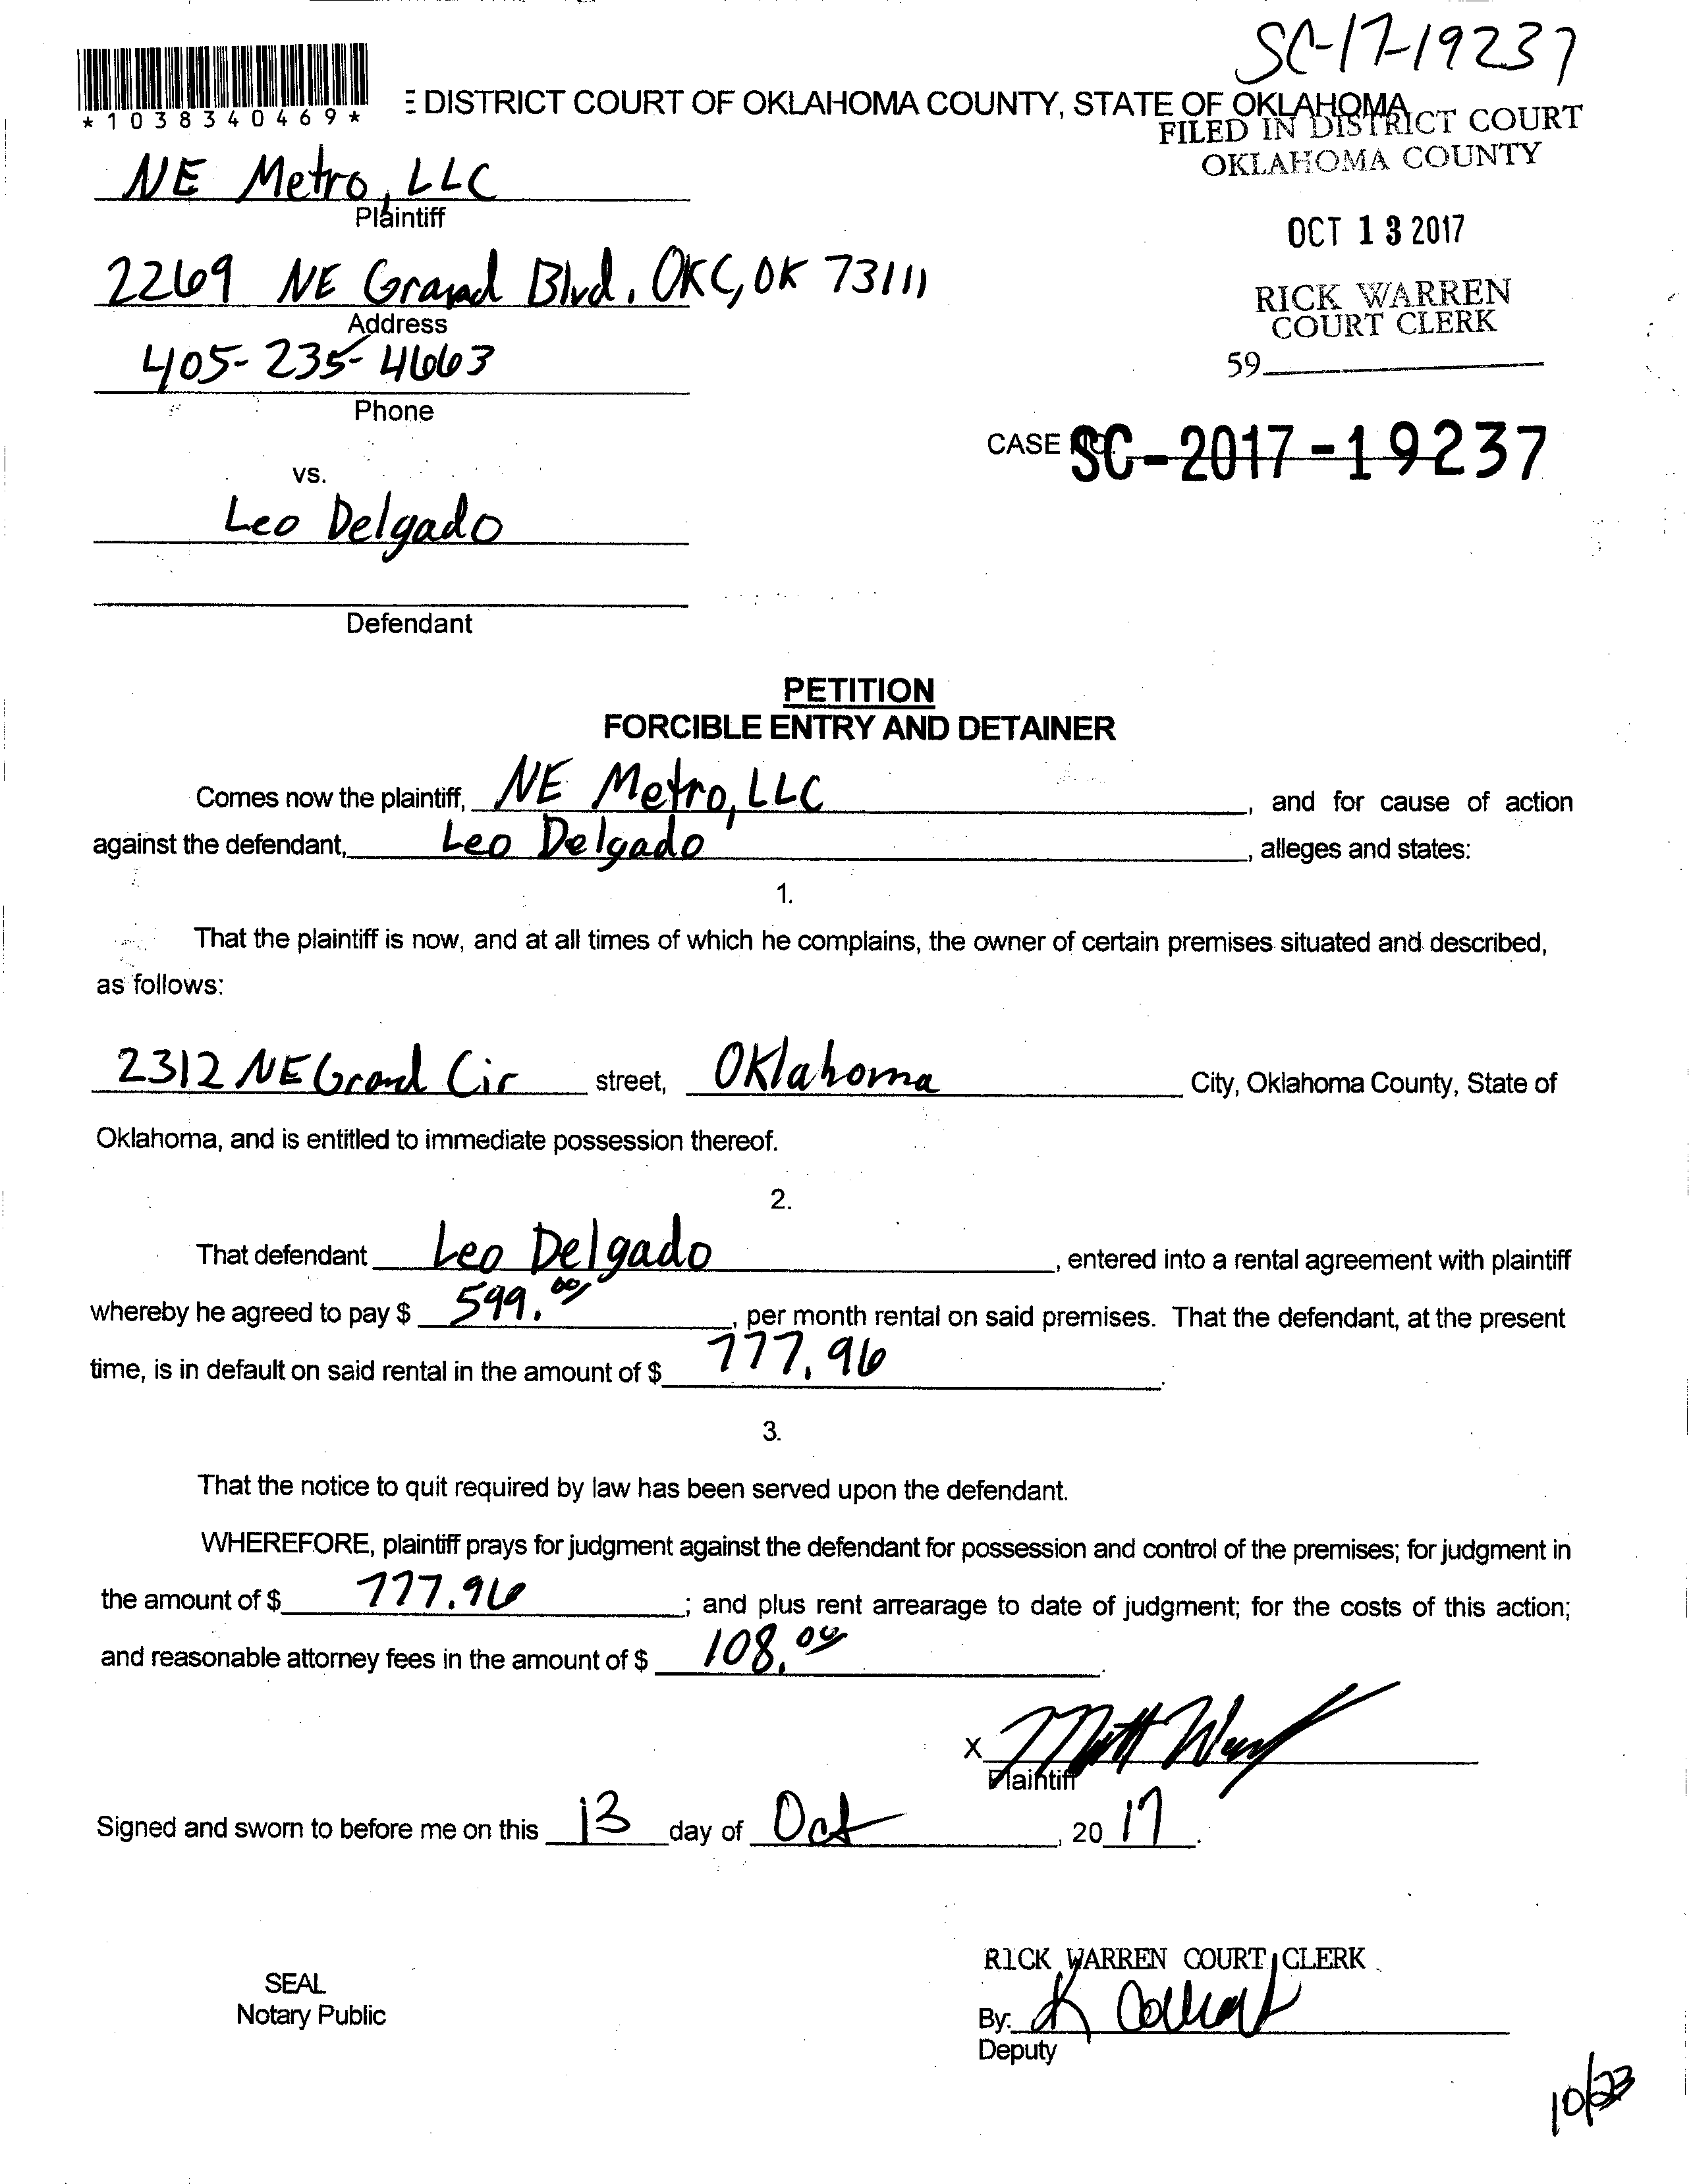 SC-17-19237
*1038340469*
DISTRICT COURT OF OKLAHOMA COUNTY, STATE OF OKLAHOMA
FILED IN DISTRICT COURT
OKLAHOMA COUNTY
NE Metro, LLC
Plaintiff
OCT 13 2017
2269 NE Grand Blvd, OKC, OK 73111
Address
RICK WARREN
COURT CLERK
405-235-4663
59
Phone
CASE NO. SC-2017-19237
vs.
Leo Delgado
Defendant
PETITION
FORCIBLE ENTRY AND DETAINER
Comes now the plaintiff, NE Metro, LLC, and for cause of action
against the defendant, Leo Delgado, alleges and states:
1.
That the plaintiff is now, and at all times of which he complains, the owner of certain premises situated and described,
as follows:
2312 NE Grand Cir street, Oklahoma City, Oklahoma County, State of
Oklahoma, and is entitled to immediate possession thereof.
2.
That defendant Leo Delgado, entered into a rental agreement with plaintiff
whereby he agreed to pay $ 599.00, per month rental on said premises. That the defendant, at the present
time, is in default on said rental in the amount of $ 777.96.
3.
That the notice to quit required by law has been served upon the defendant.
WHEREFORE, plaintiff prays for judgment against the defendant for possession and control of the premises; for judgment in
the amount of $ 777.96; and plus rent arrearage to date of judgment; for the costs of this action;
and reasonable attorney fees in the amount of $ 108.00.
X Matt
Plaintiff
Signed and sworn to before me on this 13 day of Oct, 2017.
RICK WARREN COURT CLERK
SEAL
Notary Public
By: K
Deputy
10/23